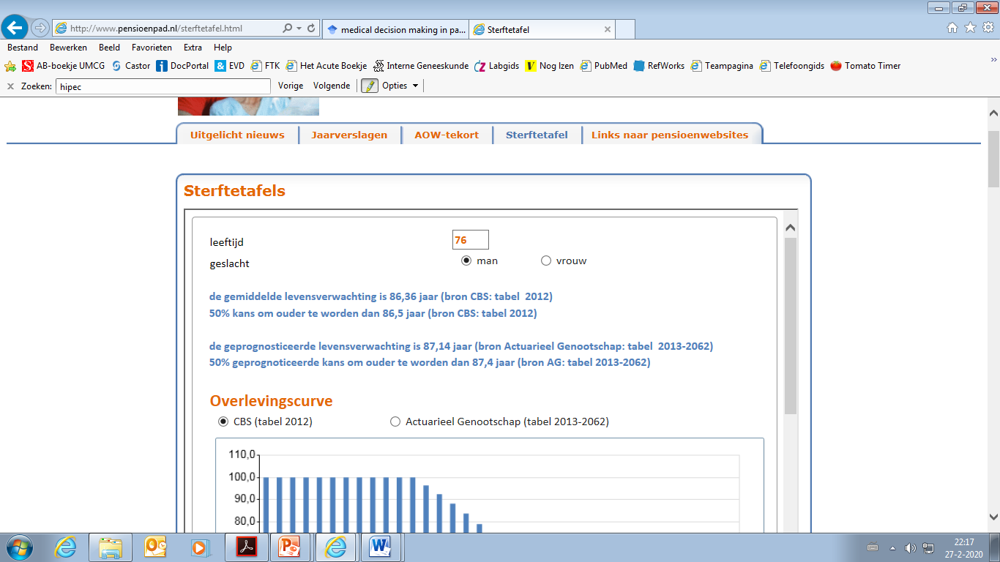 http://www.pensioenpad.nl/sterftetafel.html
medical decision making in pa...
Sterftetafel
Bestand Bewerken Beeld Favorieten Extra Help
AB-boekje UMCG Castor DocPortal EVD FTK Het Acute Boekje Interne Geneeskunde Labgids Nog lzen PubMed RefWorks Teampagina Telefoongids Tomato Timer
Zoeken: hipec Vorige Volgende Opties
Uitgelicht nieuws Jaarverslagen AOW-tekort Sterftetafel Links naar pensioenwebsites
Sterftetafels
leeftijd 76
geslacht man vrouw
de gemiddelde levensverwachting is 86,36 jaar (bron CBS: tabel 2012)
50% kans om ouder te worden dan 86,5 jaar (bron CBS: tabel 2012)
de geprognosticeerde levensverwachting is 87,14 jaar (bron Actuarieel Genootschap: tabel 2013-2062)
50% geprognoticeerde kans om ouder te worden dan 87,4 jaar (bron AG: tabel 2013-2062)
Overlevingscurve
CBS (tabel 2012) Actuarieel Genootschap (tabel 2013-2062)
110,0
100,0
90,0
80,0
22:17
27-2-2020